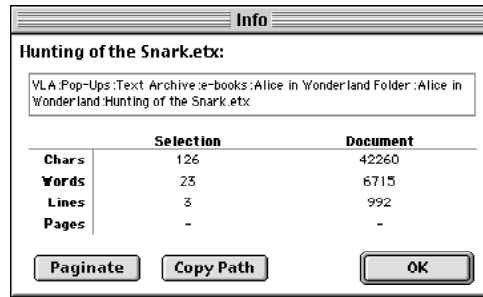 Info
Hunting of the Snark.etx:
VLA:Pop-Ups:Text Archive:e-books:Alice in Wonderland Folder:Alice in
Wonderland:Hunting of the Snark.etx
Selection Document
Chars 126 42260
Words 23 6715
Lines 3 992
Pages - -
Paginate Copy Path OK